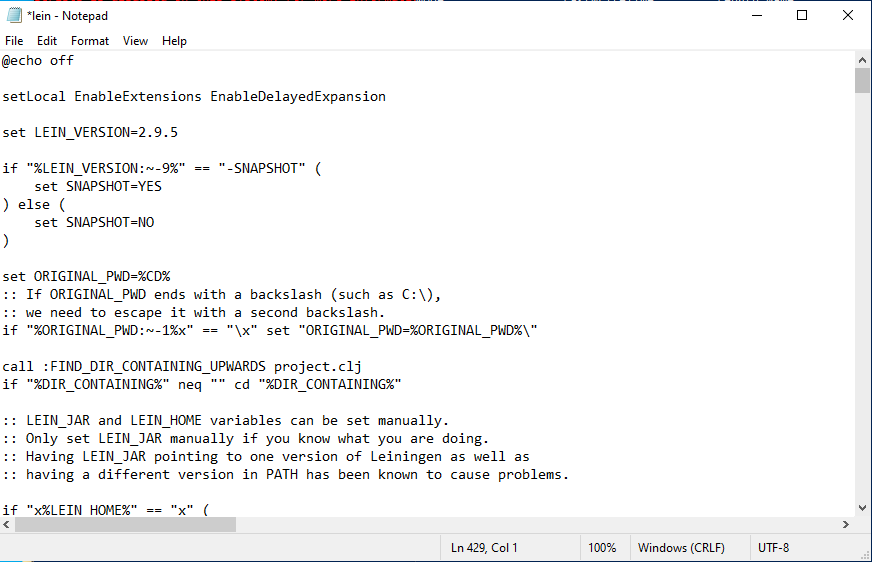 *lein - Notepad
File Edit Format View Help
@echo off
setLocal EnableExtensions EnableDelayedExpansion
set LEIN_VERSION=2.9.5
if "%LEIN_VERSION:~-9%" == "-SNAPSHOT" (
    set SNAPSHOT=YES
) else (
    set SNAPSHOT=NO
)
set ORIGINAL_PWD=%CD%
:: If ORIGINAL_PWD ends with a backslash (such as C:\),
:: we need to escape it with a second backslash.
if "%ORIGINAL_PWD:~-1%x" == "\x" set "ORIGINAL_PWD=%ORIGINAL_PWD%\"
call :FIND_DIR_CONTAINING_UPWARDS project.clj
if "%DIR_CONTAINING%" neq "" cd "%DIR_CONTAINING%"
:: LEIN_JAR and LEIN_HOME variables can be set manually.
:: Only set LEIN_JAR manually if you know what you are doing.
:: Having LEIN_JAR pointing to one version of Leiningen as well as
:: having a different version in PATH has been known to cause problems.
if "x%LEIN_HOME%" == "x" (
Ln 429, Col 1 100% Windows (CRLF) UTF-8